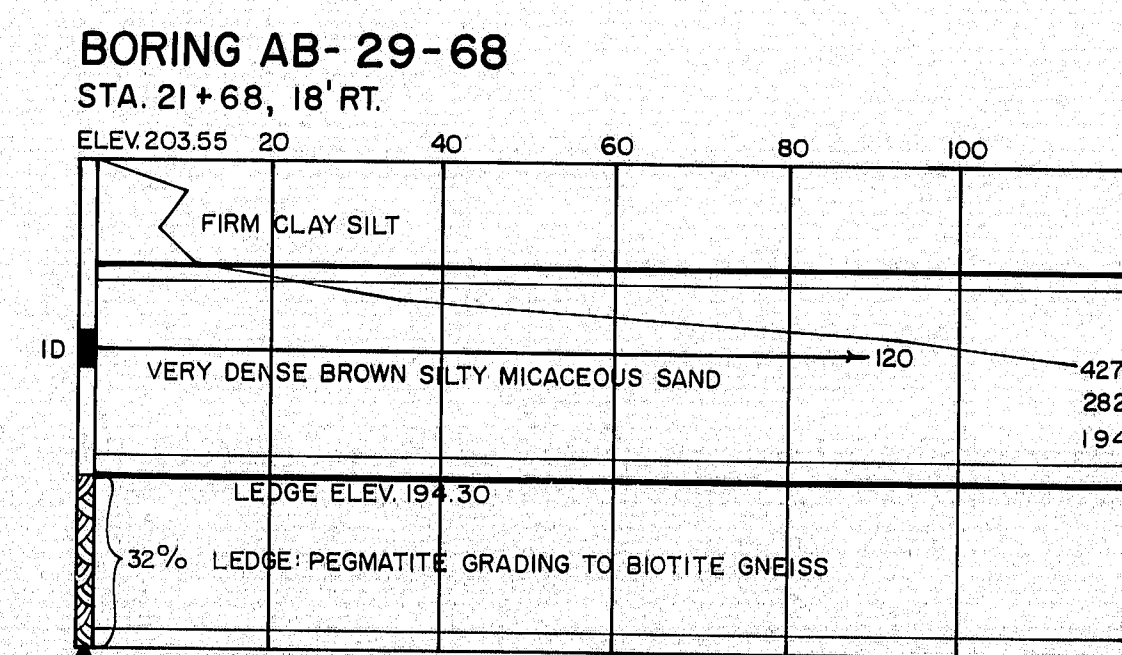 BORING AB-29-68
STA. 21+68, 18' RT.
ELEV. 203.55 20 40 60 80 100
FIRM CLAY SILT
1D
120
VERY DENSE BROWN SILTY MICACEOUS SAND
427
282
194
LEDGE ELEV. 194.30
32% LEDGE: PEGMATITE GRADING TO BIOTITE GNEISS